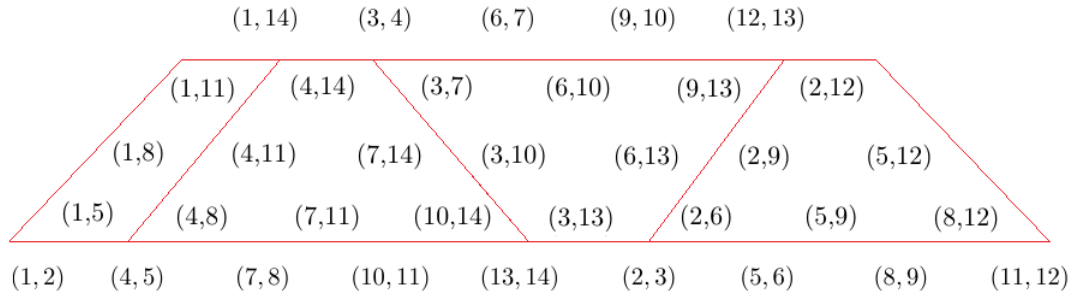 (1, 14) (3, 4) (6, 7) (9, 10) (12, 13)
(1,11) (4,14) (3,7) (6,10) (9,13) (2,12)
(1,8) (4,11) (7,14) (3,10) (6,13) (2,9) (5,12)
(1,5) (4,8) (7,11) (10,14) (3,13) (2,6) (5,9) (8,12)
(1, 2) (4, 5) (7, 8) (10, 11) (13, 14) (2, 3) (5, 6) (8, 9) (11, 12)